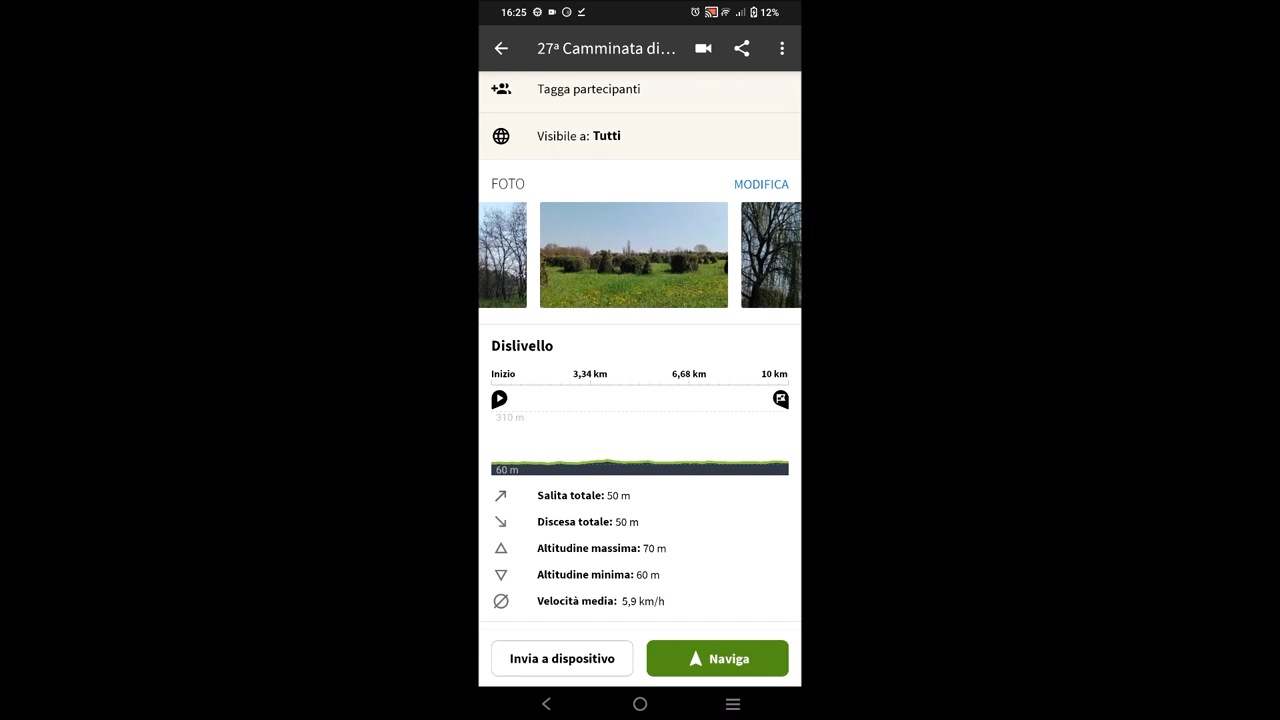 16:25 12%
27ª Camminata di...
Tagga partecipanti
Visibile a: Tutti
FOTO MODIFICA
Dislivello
Inizio 3,34 km 6,68 km 10 km
310 m
60 m
Salita totale: 50 m
Discesa totale: 50 m
Altitudine massima: 70 m
Altitudine minima: 60 m
Velocità media: 5,9 km/h
Invia a dispositivo Naviga